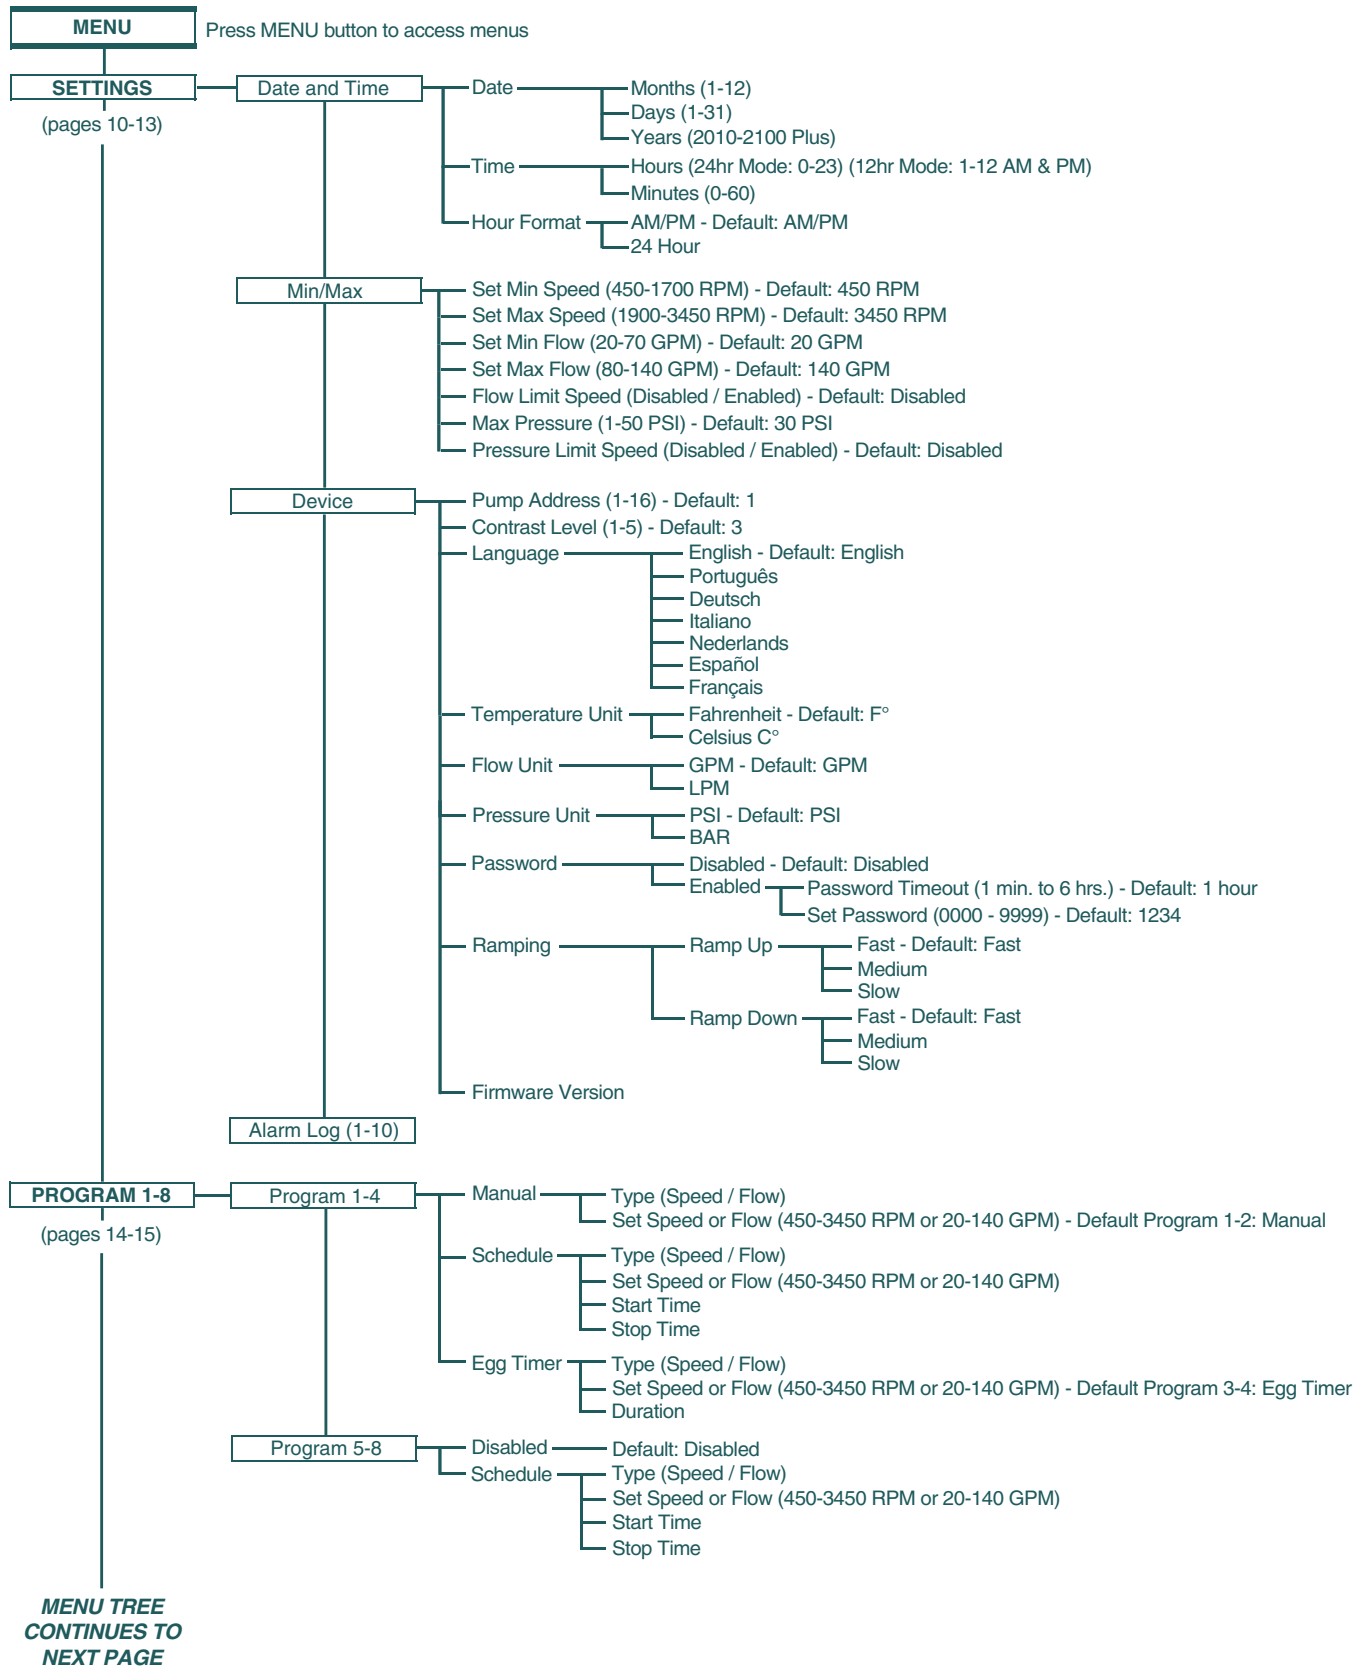 MENU
Press MENU button to access menus
SETTINGS
(pages 10-13)
Date and Time
Date
Months (1-12)
Days (1-31)
Years (2010-2100 Plus)
Time
Hours (24hr Mode: 0-23) (12hr Mode: 1-12 AM & PM)
Minutes (0-60)
Hour Format
AM/PM - Default: AM/PM
24 Hour
Min/Max
Set Min Speed (450-1700 RPM) - Default: 450 RPM
Set Max Speed (1900-3450 RPM) - Default: 3450 RPM
Set Min Flow (20-70 GPM) - Default: 20 GPM
Set Max Flow (80-140 GPM) - Default: 140 GPM
Flow Limit Speed (Disabled / Enabled) - Default: Disabled
Max Pressure (1-50 PSI) - Default: 30 PSI
Pressure Limit Speed (Disabled / Enabled) - Default: Disabled
Device
Pump Address (1-16) - Default: 1
Contrast Level (1-5) - Default: 3
Language
English - Default: English
Português
Deutsch
Italiano
Nederlands
Español
Français
Temperature Unit
Fahrenheit - Default: F°
Celsius C°
Flow Unit
GPM - Default: GPM
LPM
Pressure Unit
PSI - Default: PSI
BAR
Password
Disabled - Default: Disabled
Enabled
Password Timeout (1 min. to 6 hrs.) - Default: 1 hour
Set Password (0000 - 9999) - Default: 1234
Ramping
Ramp Up
Fast - Default: Fast
Medium
Slow
Ramp Down
Fast - Default: Fast
Medium
Slow
Firmware Version
Alarm Log (1-10)
PROGRAM 1-8
(pages 14-15)
Program 1-4
Manual
Type (Speed / Flow)
Set Speed or Flow (450-3450 RPM or 20-140 GPM) - Default Program 1-2: Manual
Schedule
Type (Speed / Flow)
Set Speed or Flow (450-3450 RPM or 20-140 GPM)
Start Time
Stop Time
Egg Timer
Type (Speed / Flow)
Set Speed or Flow (450-3450 RPM or 20-140 GPM) - Default Program 3-4: Egg Timer
Duration
Program 5-8
Disabled
Default: Disabled
Schedule
Type (Speed / Flow)
Set Speed or Flow (450-3450 RPM or 20-140 GPM)
Start Time
Stop Time
MENU TREE
CONTINUES TO
NEXT PAGE